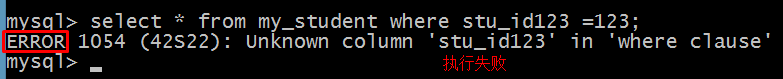 mysql> select * from my_student where stu_id123 =123;
ERROR 1054 (42S22): Unknown column 'stu_id123' in 'where clause'
mysql> _
执行失败